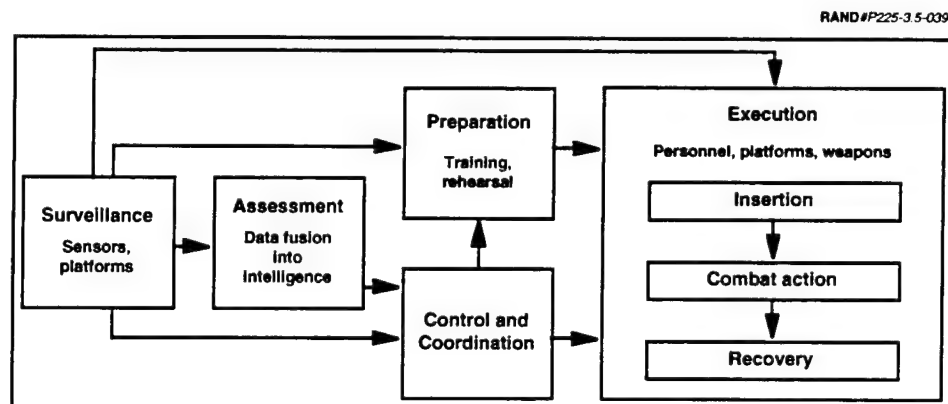 RAND#P225-3.5-039
Preparation
Training,
rehearsal
Execution
Personnel, platforms, weapons
Insertion
Combat action
Recovery
Surveillance
Sensors,
platforms
Assessment
Data fusion
into
intelligence
Control and
Coordination